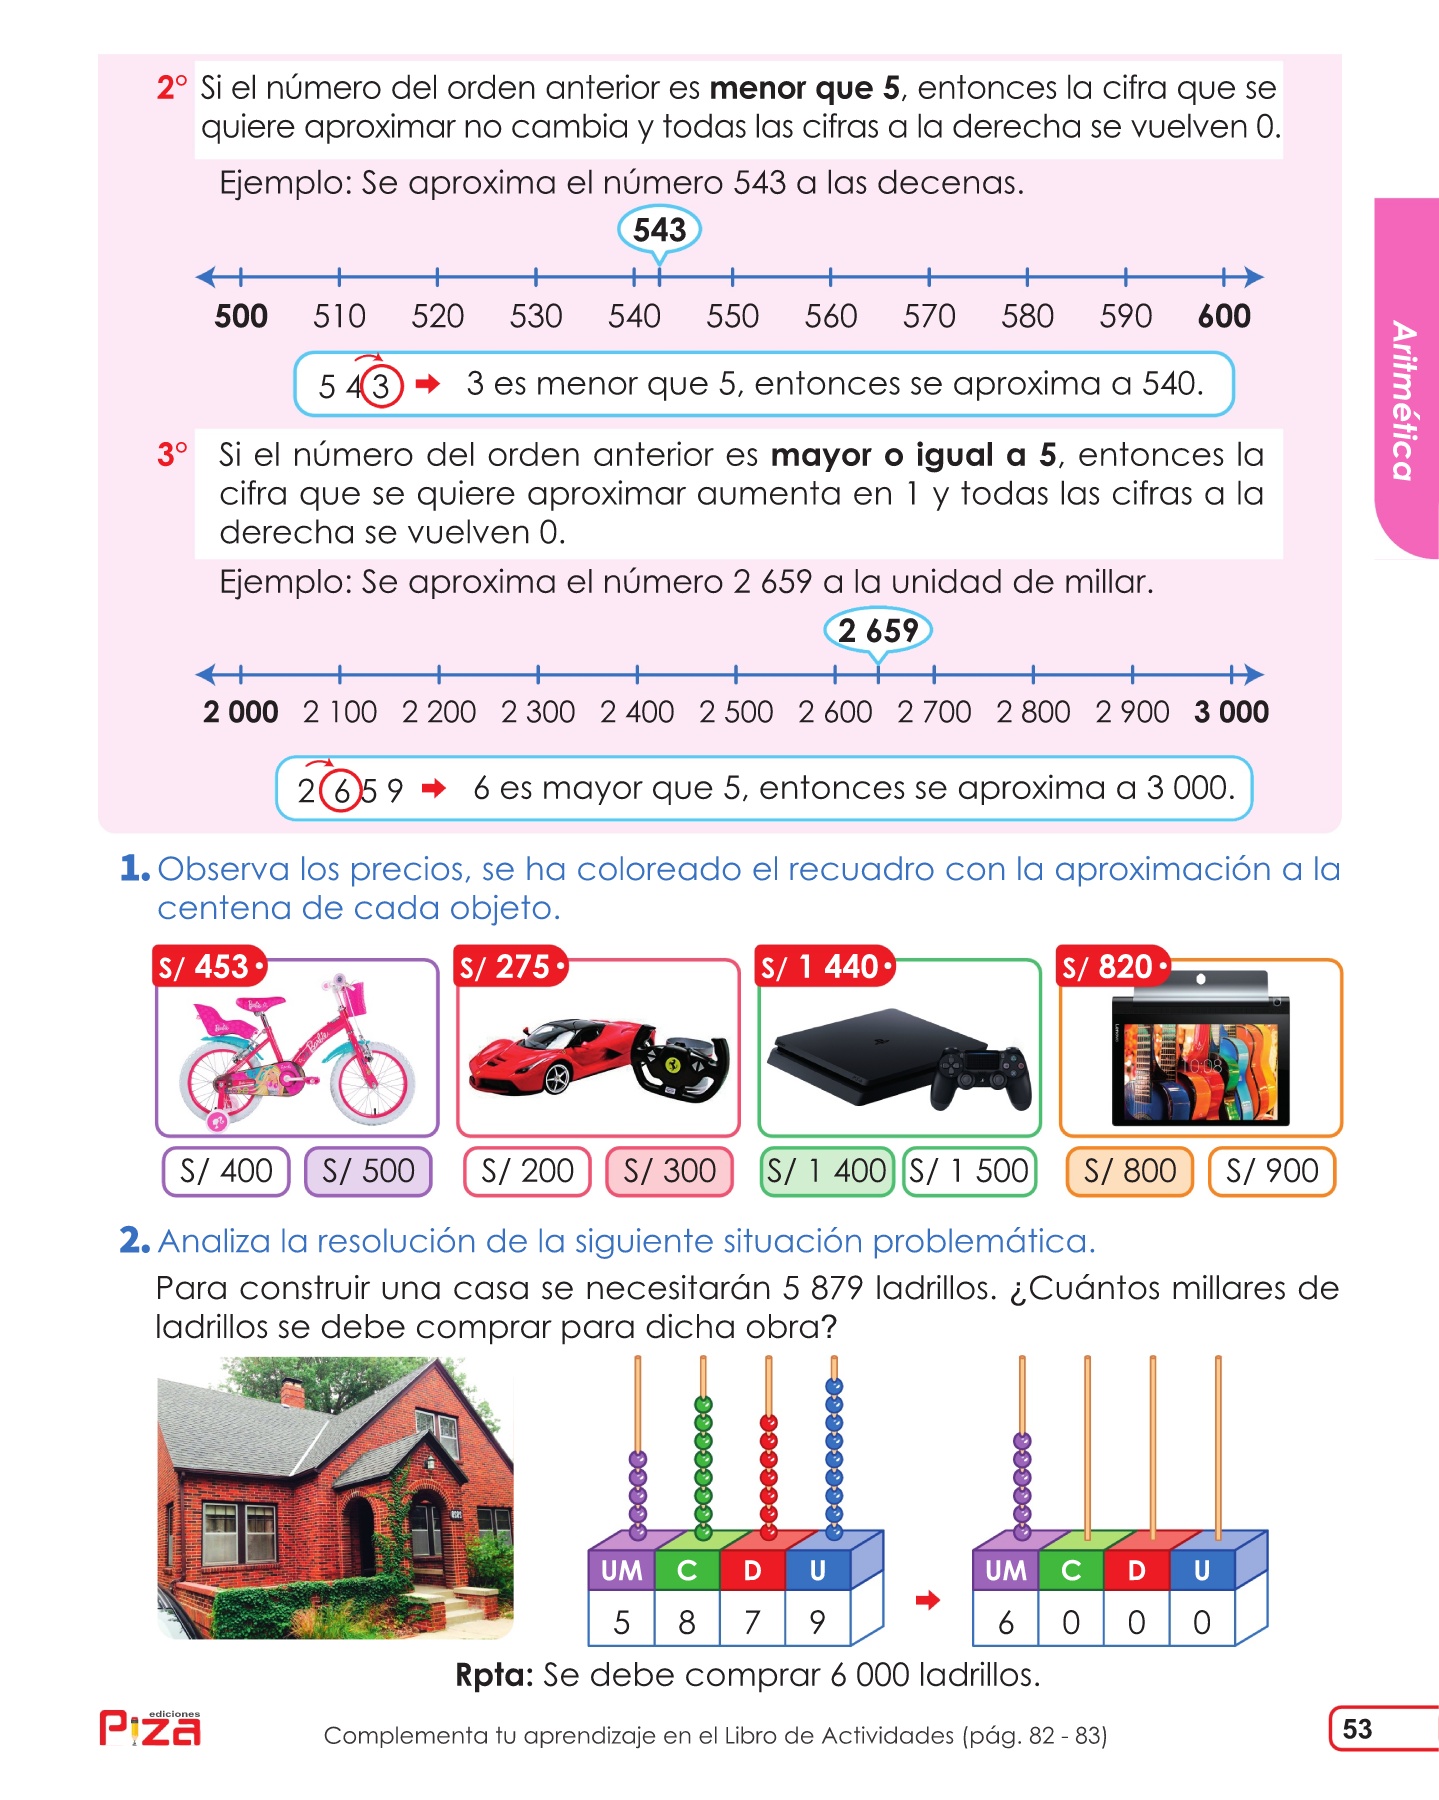 2° Si el número del orden anterior es menor que 5, entonces la cifra que se
quiere aproximar no cambia y todas las cifras a la derecha se vuelven 0.
Ejemplo: Se aproxima el número 543 a las decenas.
543
500 510 520 530 540 550 560 570 580 590 600
5 4 3 3 es menor que 5, entonces se aproxima a 540.
3° Si el número del orden anterior es mayor o igual a 5, entonces la
cifra que se quiere aproximar aumenta en 1 y todas las cifras a la
derecha se vuelven 0.
Ejemplo: Se aproxima el número 2 659 a la unidad de millar.
2 659
2 000 2 100 2 200 2 300 2 400 2 500 2 600 2 700 2 800 2 900 3 000
2 6 5 9 6 es mayor que 5, entonces se aproxima a 3 000.
Aritmética
1. Observa los precios, se ha coloreado el recuadro con la aproximación a la
centena de cada objeto.
S/ 453 S/ 275 S/ 1 440 S/ 820
S/ 400 S/ 500 S/ 200 S/ 300 S/ 1 400 S/ 1 500 S/ 800 S/ 900
2. Analiza la resolución de la siguiente situación problemática.
Para construir una casa se necesitarán 5 879 ladrillos. ¿Cuántos millares de
ladrillos se debe comprar para dicha obra?
UM C D U UM C D U
5 8 7 9 6 0 0 0
Rpta: Se debe comprar 6 000 ladrillos.
ediciones
Piza
Complementa tu aprendizaje en el Libro de Actividades (pág. 82 - 83)
53